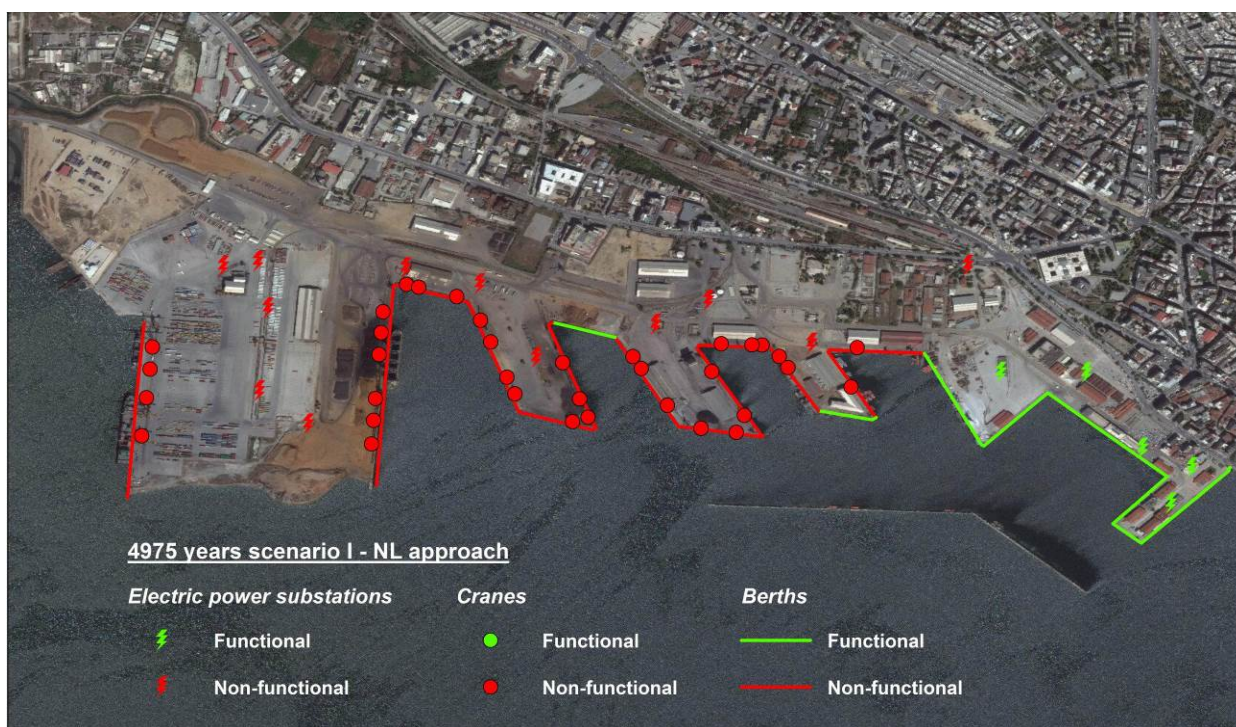 4975 years scenario I - NL approach
Electric power substations Cranes Berths
Functional Functional Functional
Non-functional Non-functional Non-functional